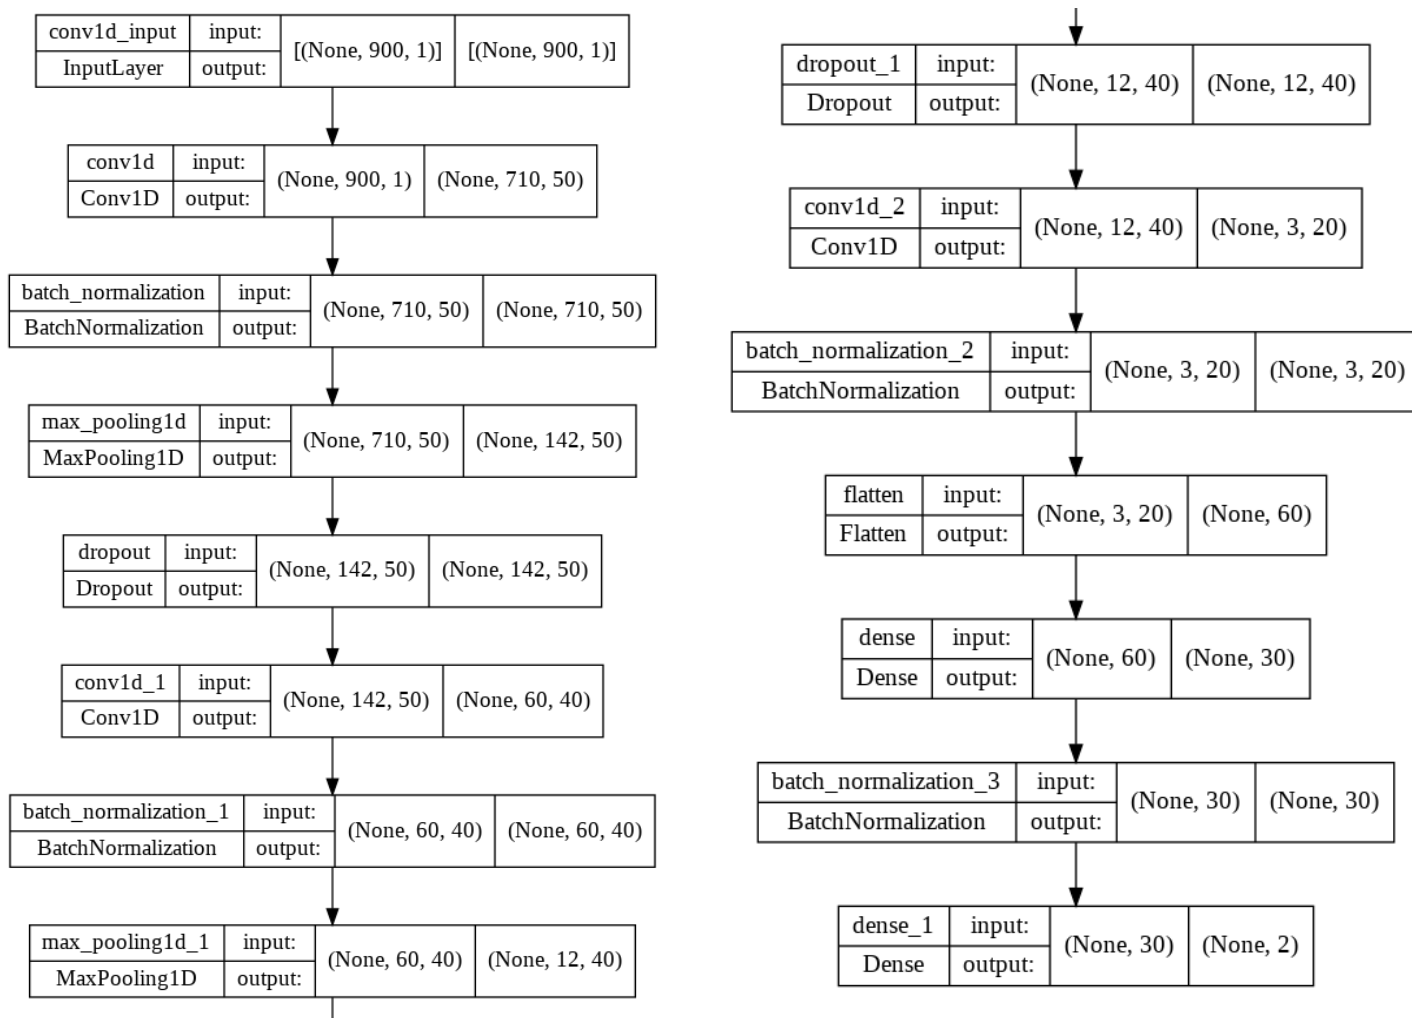 conv1d_input input: [(None, 900, 1)] [(None, 900, 1)]
InputLayer output:
conv1d input: (None, 900, 1) (None, 710, 50)
Conv1D output:
batch_normalization input: (None, 710, 50) (None, 710, 50)
BatchNormalization output:
max_pooling1d input: (None, 710, 50) (None, 142, 50)
MaxPooling1D output:
dropout input: (None, 142, 50) (None, 142, 50)
Dropout output:
conv1d_1 input: (None, 142, 50) (None, 60, 40)
Conv1D output:
batch_normalization_1 input: (None, 60, 40) (None, 60, 40)
BatchNormalization output:
max_pooling1d_1 input: (None, 60, 40) (None, 12, 40)
MaxPooling1D output:
dropout_1 input: (None, 12, 40) (None, 12, 40)
Dropout output:
conv1d_2 input: (None, 12, 40) (None, 3, 20)
Conv1D output:
batch_normalization_2 input: (None, 3, 20) (None, 3, 20)
BatchNormalization output:
flatten input: (None, 3, 20) (None, 60)
Flatten output:
dense input: (None, 60) (None, 30)
Dense output:
batch_normalization_3 input: (None, 30) (None, 30)
BatchNormalization output:
dense_1 input: (None, 30) (None, 2)
Dense output: